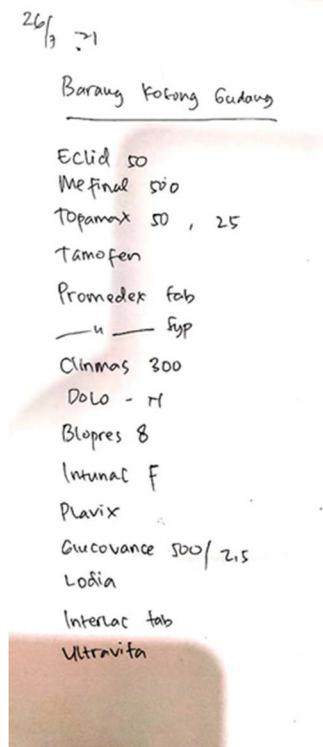 26/7 21
Barang Kosong Gudang
Eclid 50
Mefinal 500
Topamax 50 , 25
Tamofen
Promedex tab
—— u —— Syp
Clinmas 300
DoLo - M
Blopres 8
Intunal F
Plavix
Glucovance 500/2,5
Lodia
Interlac tab
Ultravita